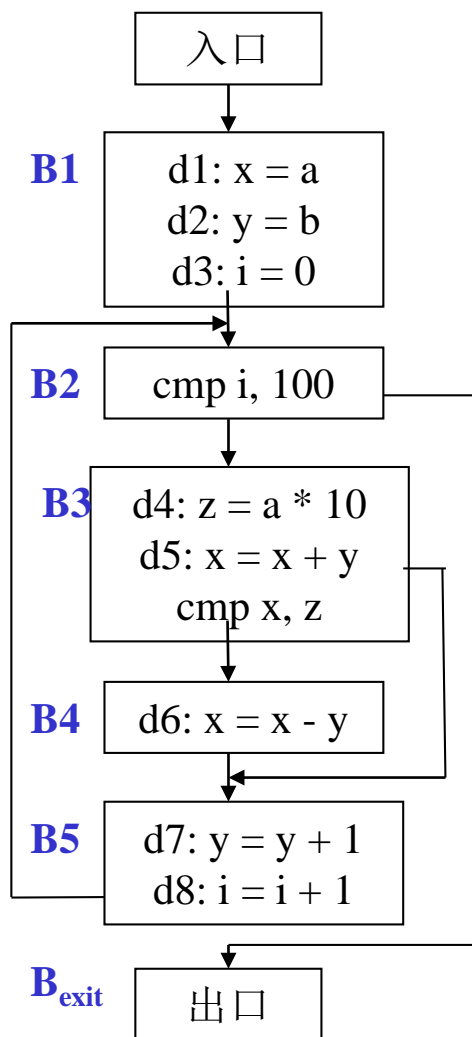 入口
B1
d1: x = a
d2: y = b
d3: i = 0
B2
cmp i, 100
B3
d4: z = a * 10
d5: x = x + y
cmp x, z
B4
d6: x = x - y
B5
d7: y = y + 1
d8: i = i + 1
Bexit
出口